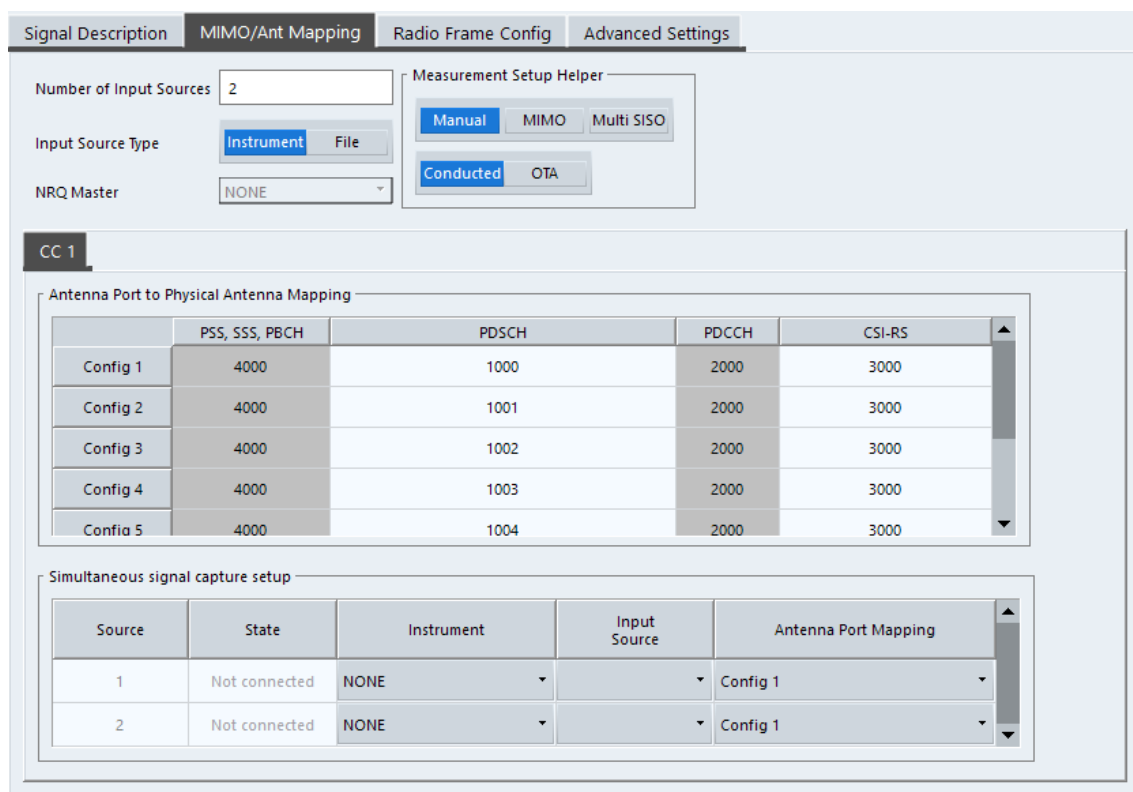 Signal Description MIMO/Ant Mapping Radio Frame Config Advanced Settings
Number of Input Sources 2
Measurement Setup Helper
Manual MIMO Multi SISO
Input Source Type Instrument File
Conducted OTA
NRQ Master NONE
CC 1
Antenna Port to Physical Antenna Mapping
PSS, SSS, PBCH PDSCH PDCCH CSI-RS
Config 1 4000 1000 2000 3000
Config 2 4000 1001 2000 3000
Config 3 4000 1002 2000 3000
Config 4 4000 1003 2000 3000
Config 5 4000 1004 2000 3000
Simultaneous signal capture setup
Source State Instrument Input Source Antenna Port Mapping
1 Not connected NONE Config 1
2 Not connected NONE Config 1